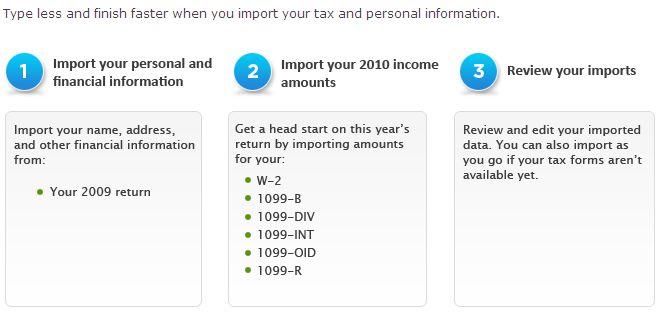 Type less and finish faster when you import your tax and personal information.
1
Import your personal and
financial information
Import your name, address,
and other financial information
from:
Your 2009 return
2
Import your 2010 income
amounts
Get a head start on this year's
return by importing amounts
for your:
W-2
1099-B
1099-DIV
1099-INT
1099-OID
1099-R
3
Review your imports
Review and edit your imported
data. You can also import as
you go if your tax forms aren't
available yet.